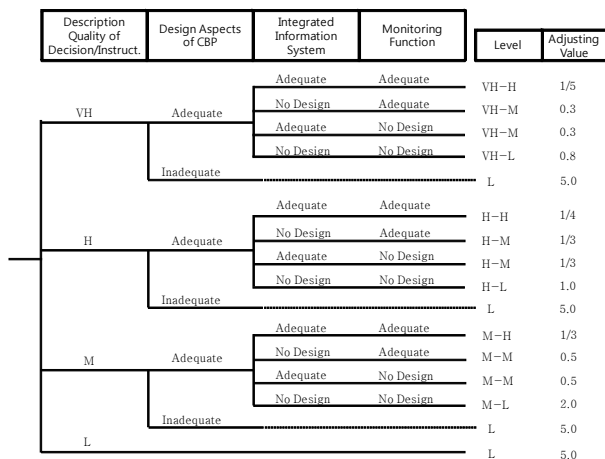 Description Quality of Decision/Instruct.
Design Aspects of CBP
Integrated Information System
Monitoring Function
Level
Adjusting Value
Adequate Adequate VH-H 1/5
No Design Adequate VH-M 0.3
VH Adequate
Adequate No Design VH-M 0.3
No Design No Design VH-L 0.8
Inadequate L 5.0
Adequate Adequate H-H 1/4
No Design Adequate H-M 1/3
H Adequate
Adequate No Design H-M 1/3
No Design No Design H-L 1.0
Inadequate L 5.0
Adequate Adequate M-H 1/3
No Design Adequate M-M 0.5
M Adequate
Adequate No Design M-M 0.5
No Design No Design M-L 2.0
Inadequate L 5.0
L L 5.0